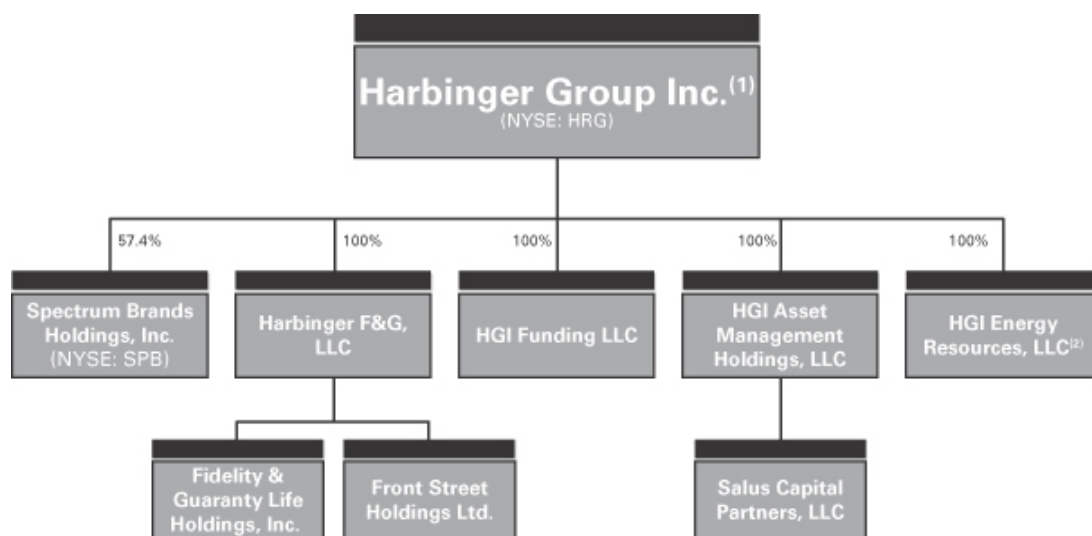 Harbinger Group Inc.(1)
(NYSE: HRG)
57.4%
100%
100%
100%
100%
Spectrum Brands
Holdings, Inc.
(NYSE: SPB)
Harbinger F&G,
LLC
HGI Funding LLC
HGI Asset
Management
Holdings, LLC
HGI Energy
Resources, LLC(2)
Fidelity &
Guaranty Life
Holdings, Inc.
Front Street
Holdings Ltd.
Salus Capital
Partners, LLC